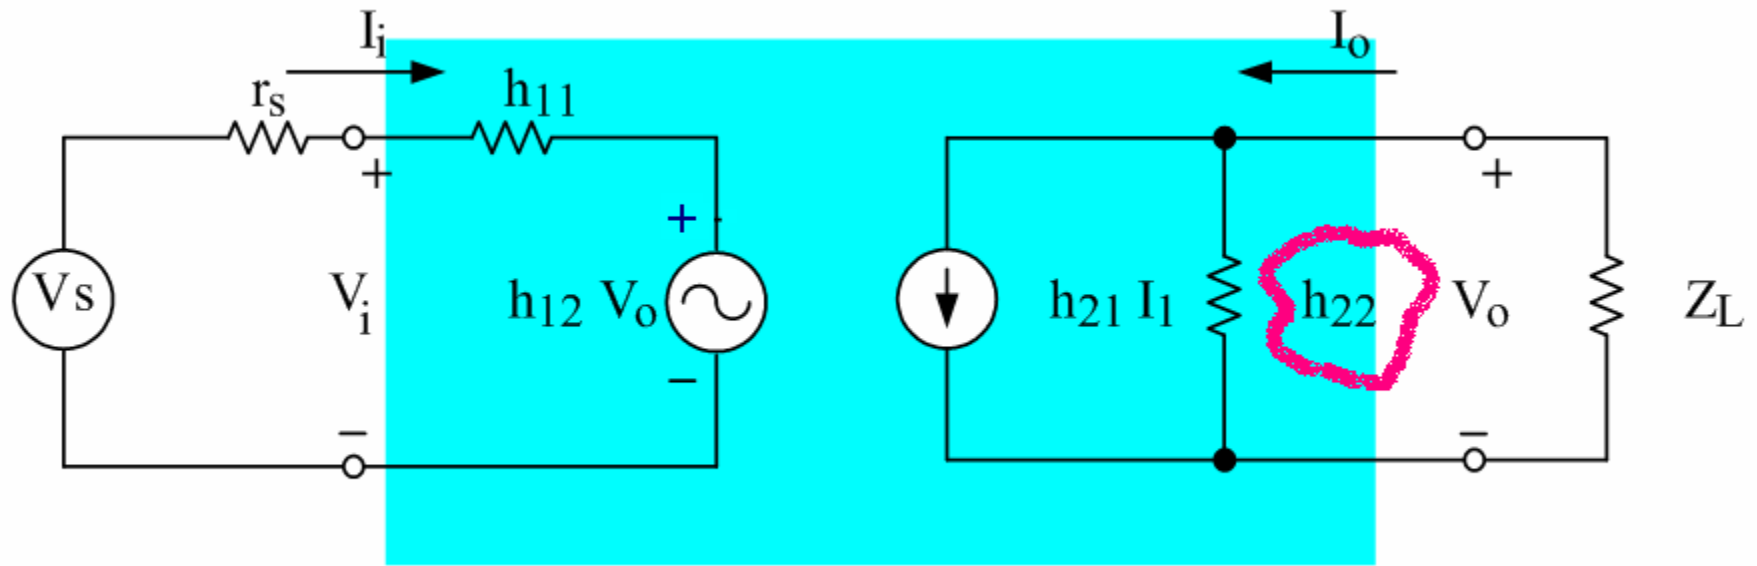 Ii
Io
rs
h11
+
+
+
Vs
Vi
h12 Vo
h21 I1
h22
Vo
ZL
−
−
−